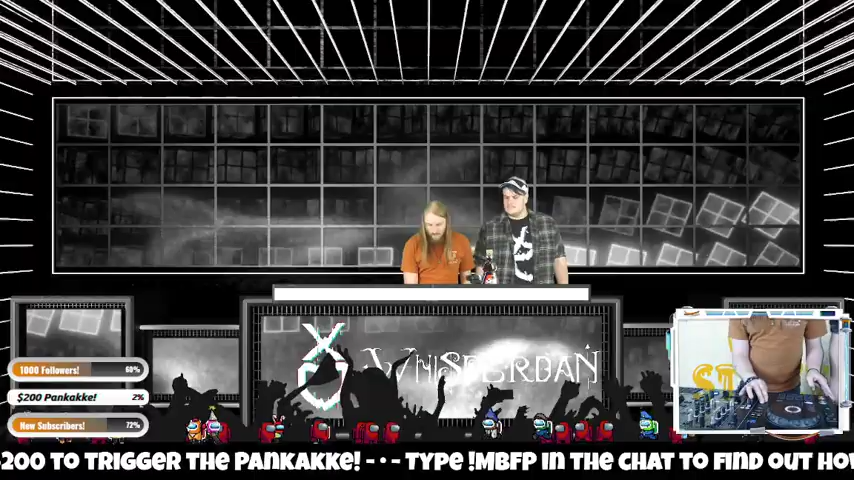 WHISPURDAN
1000 Followers! 60%
$200 Pankakke! 2%
New Subscribers! 72%
200 TO TRIGGER THE PANKAKKE! - • - TYPE !MBFP IN THE CHAT TO FIND OUT HO